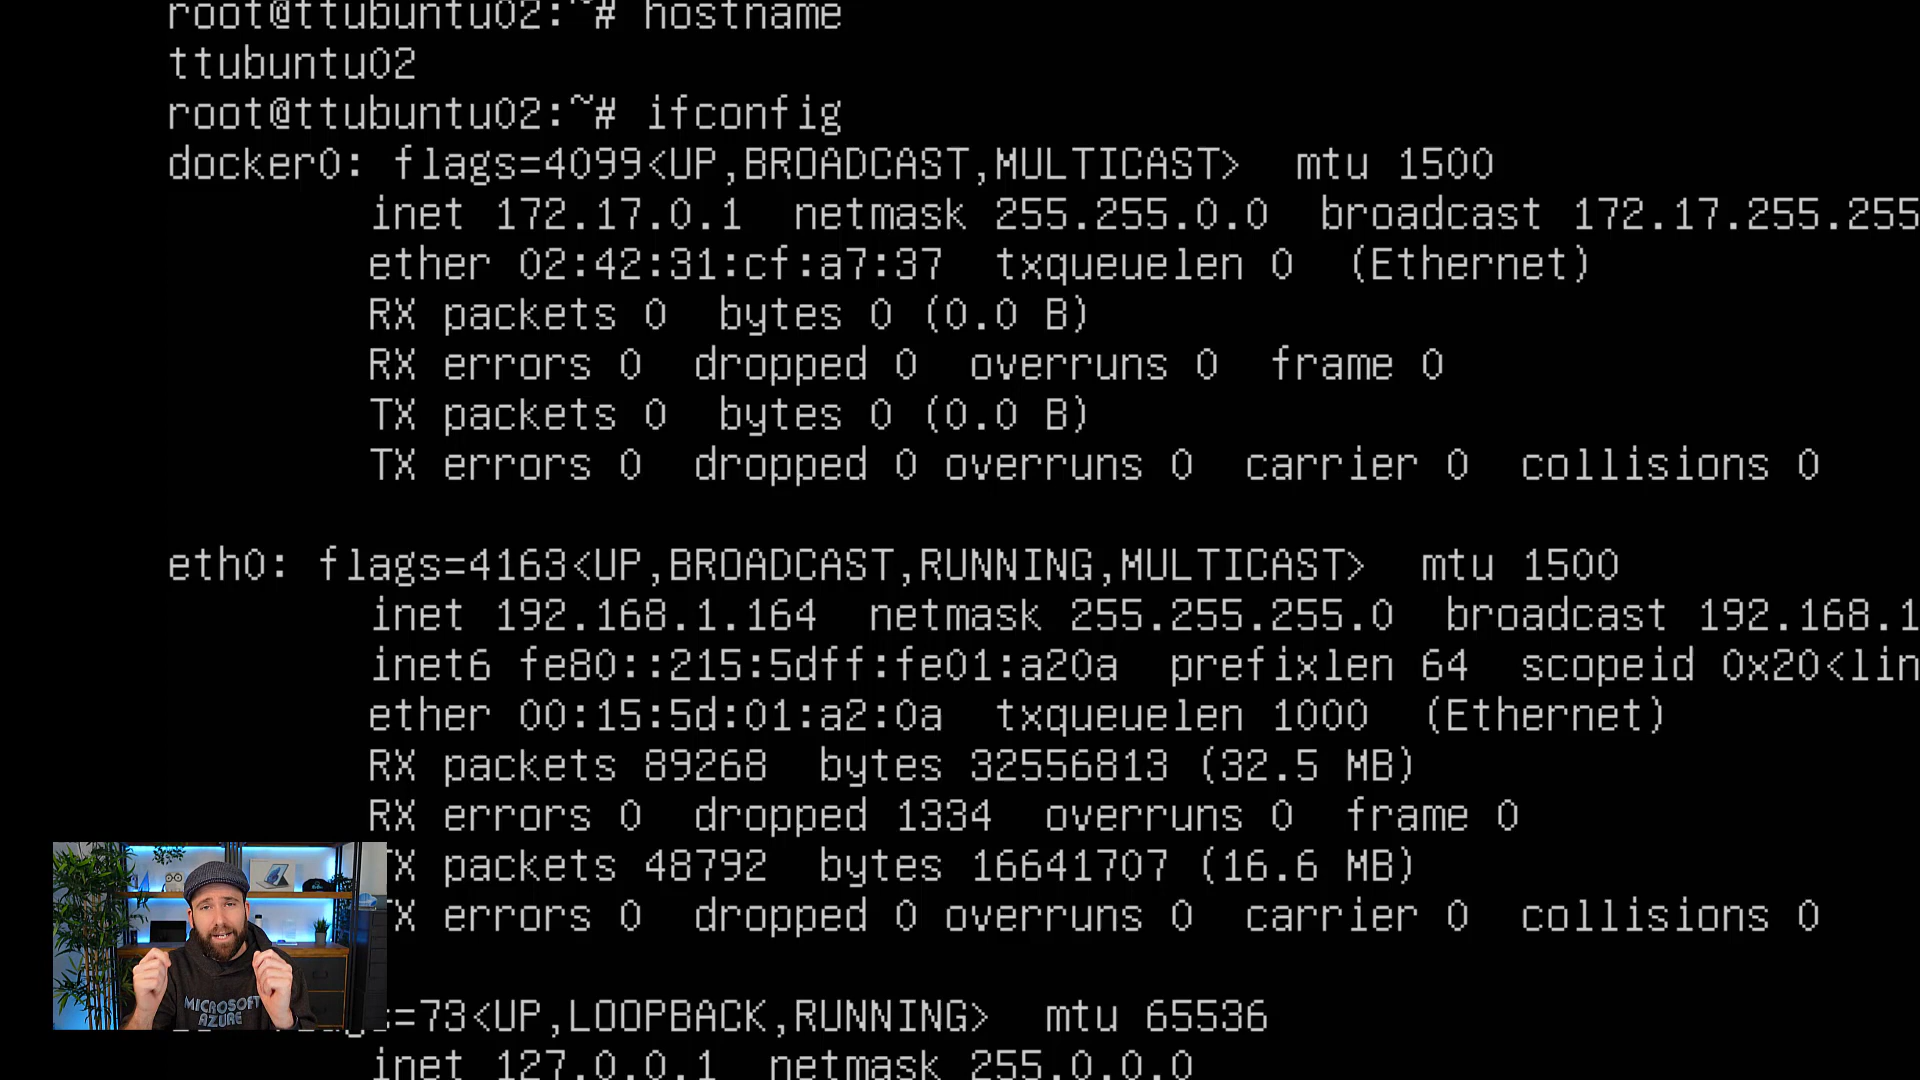 root@ttubuntu02:~# hostname
ttubuntu02
root@ttubuntu02:~# ifconfig
docker0: flags=4099<UP,BROADCAST,MULTICAST>  mtu 1500
inet 172.17.0.1  netmask 255.255.0.0  broadcast 172.17.255.255
ether 02:42:31:cf:a7:37  txqueuelen 0  (Ethernet)
RX packets 0  bytes 0 (0.0 B)
RX errors 0  dropped 0  overruns 0  frame 0
TX packets 0  bytes 0 (0.0 B)
TX errors 0  dropped 0 overruns 0  carrier 0  collisions 0
eth0: flags=4163<UP,BROADCAST,RUNNING,MULTICAST>  mtu 1500
inet 192.168.1.164  netmask 255.255.255.0  broadcast 192.168.1
inet6 fe80::215:5dff:fe01:a20a  prefixlen 64  scopeid 0x20<lin
ether 00:15:5d:01:a2:0a  txqueuelen 1000  (Ethernet)
RX packets 89268  bytes 32556813 (32.5 MB)
RX errors 0  dropped 1334  overruns 0  frame 0
TX packets 48792  bytes 16641707 (16.6 MB)
TX errors 0  dropped 0 overruns 0  carrier 0  collisions 0
=73<UP,LOOPBACK,RUNNING>  mtu 65536
inet 127.0.0.1  netmask 255.0.0.0
MICROSOFT
AZURE